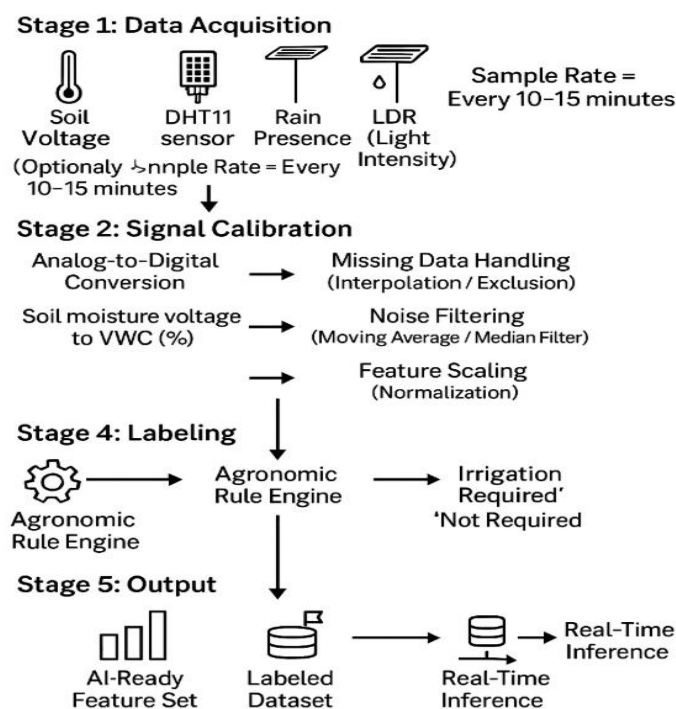 Stage 1: Data Acquisition
Soil
Voltage
DHT11
sensor
Rain
Presence
LDR
(Light
Intensity)
Sample Rate =
Every 10–15 minutes
(Optionaly Rate = Every
10–15 minutes
Stage 2: Signal Calibration
Analog-to-Digital
Conversion
Missing Data Handling
(Interpolation / Exclusion)
Soil moisture voltage
to VWC (%)
Noise Filtering
(Moving Average / Median Filter)
Feature Scaling
(Normalization)
Stage 4: Labeling
Agronomic
Rule Engine
Agronomic
Rule Engine
Irrigation
Required'
'Not Required
Stage 5: Output
AI-Ready
Feature Set
Labeled
Dataset
Real-Time
Inference
Real-Time
Inference